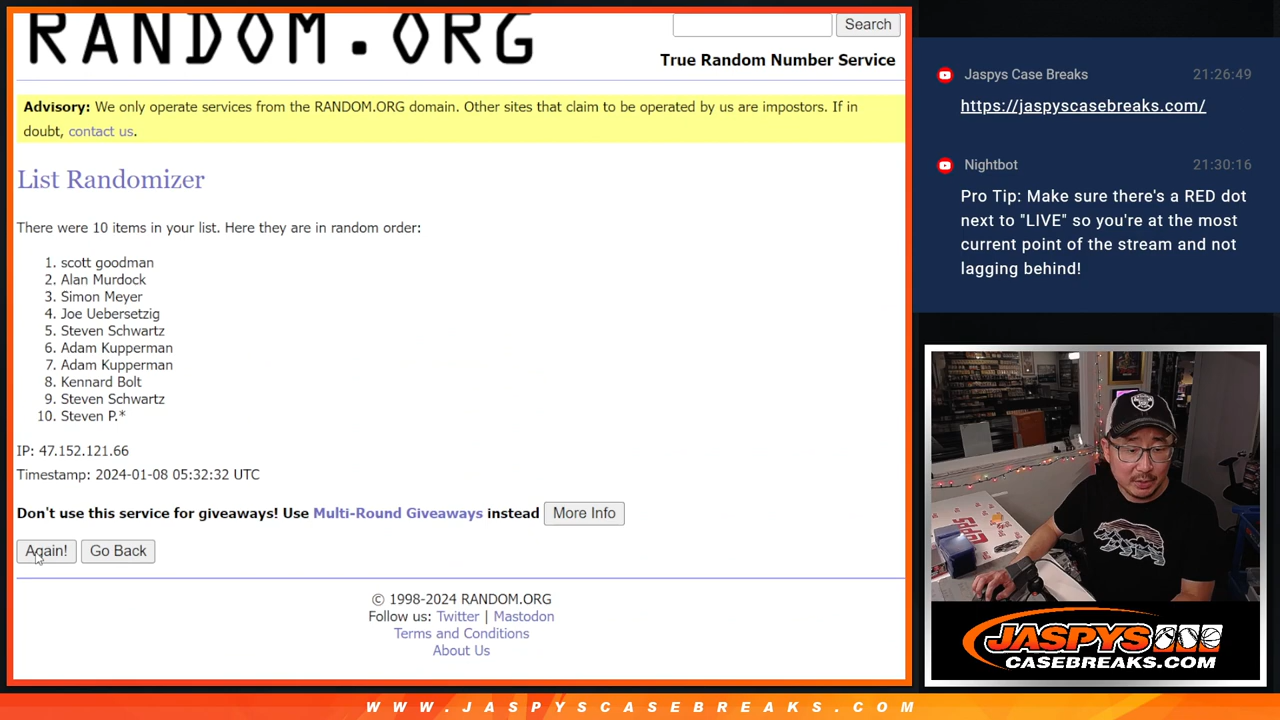 RANDOM.ORG
Search
True Random Number Service
Advisory: We only operate services from the RANDOM.ORG domain. Other sites that claim to be operated by us are impostors. If in
doubt, contact us.
List Randomizer
There were 10 items in your list. Here they are in random order:
1. scott goodman
2. Alan Murdock
3. Simon Meyer
4. Joe Uebersetzig
5. Steven Schwartz
6. Adam Kupperman
7. Adam Kupperman
8. Kennard Bolt
9. Steven Schwartz
10. Steven P.*
IP: 47.152.121.66
Timestamp: 2024-01-08 05:32:32 UTC
Don't use this service for giveaways! Use Multi-Round Giveaways instead More Info
Again! Go Back
© 1998-2024 RANDOM.ORG
Follow us: Twitter | Mastodon
Terms and Conditions
About Us
Jaspys Case Breaks 21:26:49
https://jaspyscasebreaks.com/
Nightbot 21:30:16
Pro Tip: Make sure there's a RED dot
next to "LIVE" so you're at the most
current point of the stream and not
lagging behind!
JASPYS
CASEBREAKS.COM
WWW.JASPYSCASEBREAKS.COM